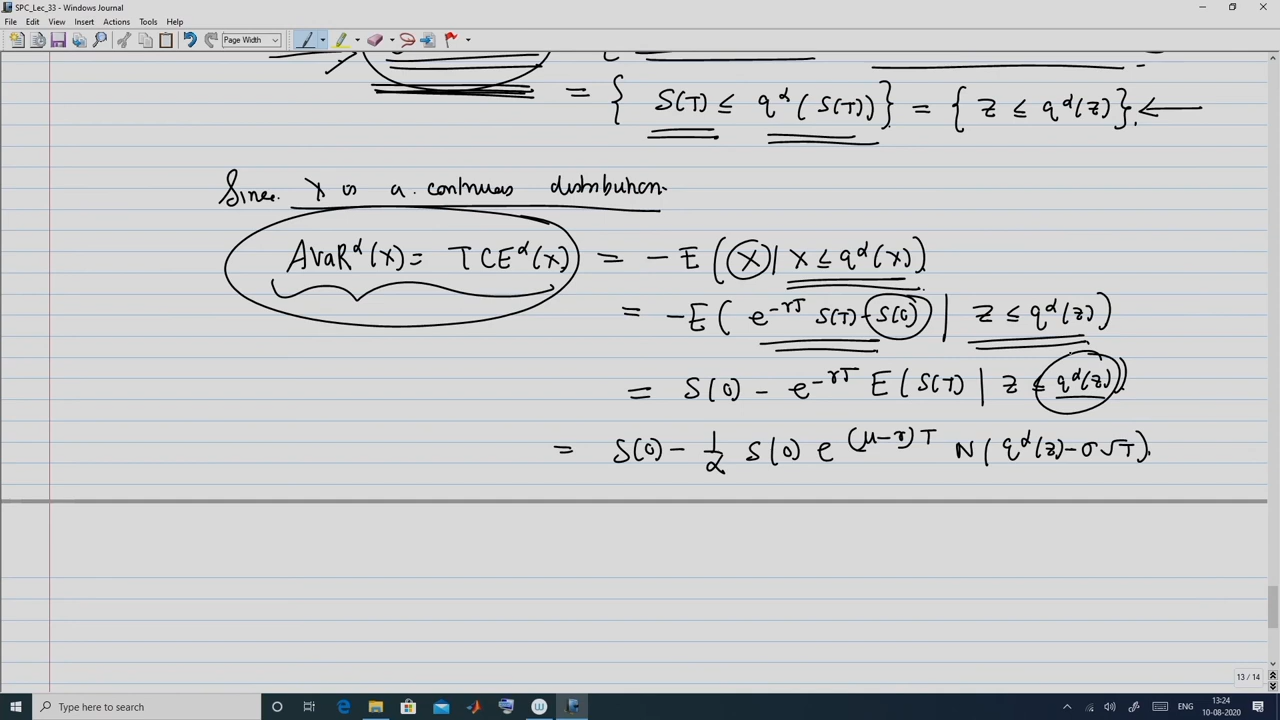 SPC_Lec_33 - Windows Journal
File Edit View Insert Actions Tools Help
Page Width
= { S(T) ≤ q^α(S(T)) } = { Z ≤ q^α(Z) }.
Since X is a continuous distribution.
AVaR^α(X) = TCE^α(X) = -E(X | X ≤ q^α(X))
= -E( e^{-rT} S(T) - S(0) | Z ≤ q^α(Z))
= S(0) - e^{-rT} E(S(T) | Z ≤ q^α(Z))
= S(0) - 1/α S(0) e^{(μ-r)T} N(q^α(Z) - σ√T).
13 / 14
Type here to search
ENG
13:24
10-08-2020